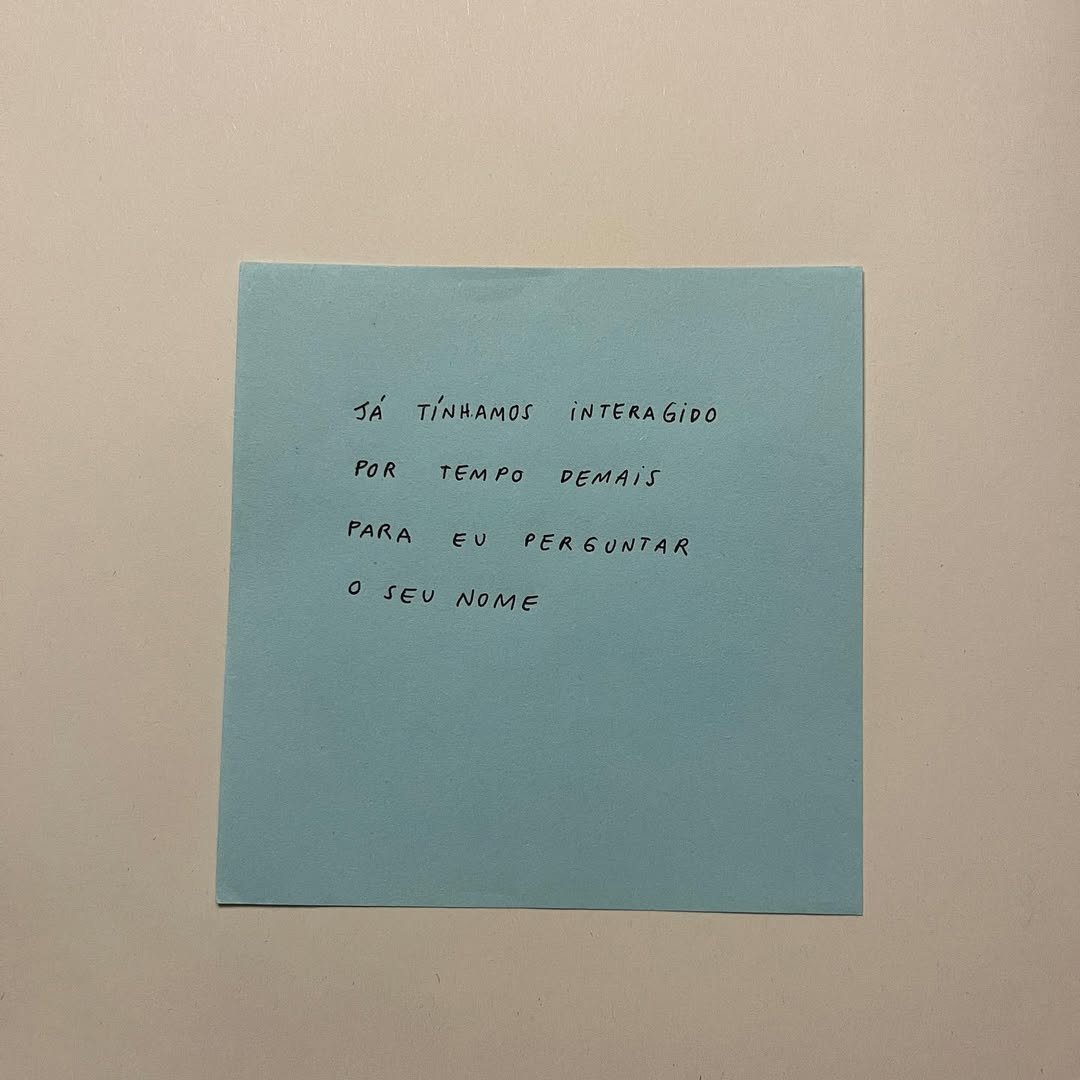 JÁ TÍNHAMOS INTERAGIDO
POR TEMPO DEMAIS
PARA EU PERGUNTAR
O SEU NOME